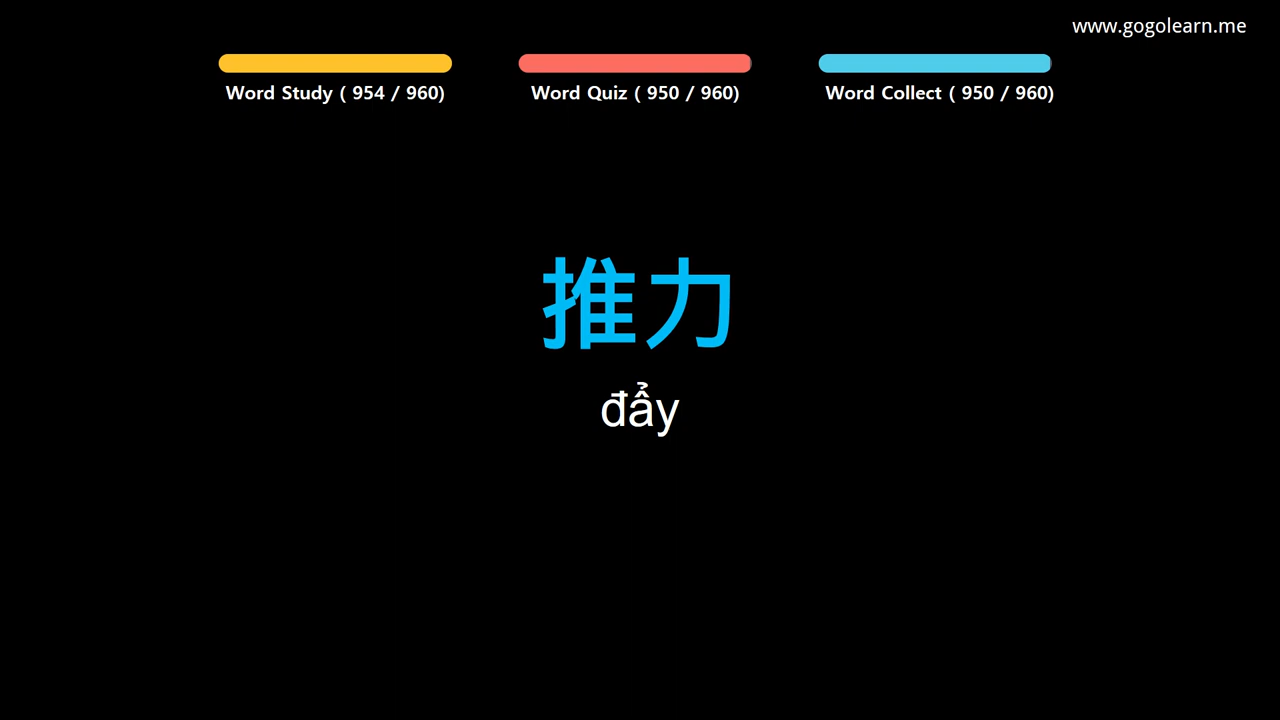 www.gogolearn.me
Word Study ( 954 / 960)
Word Quiz ( 950 / 960)
Word Collect ( 950 / 960)
推力
đẩy